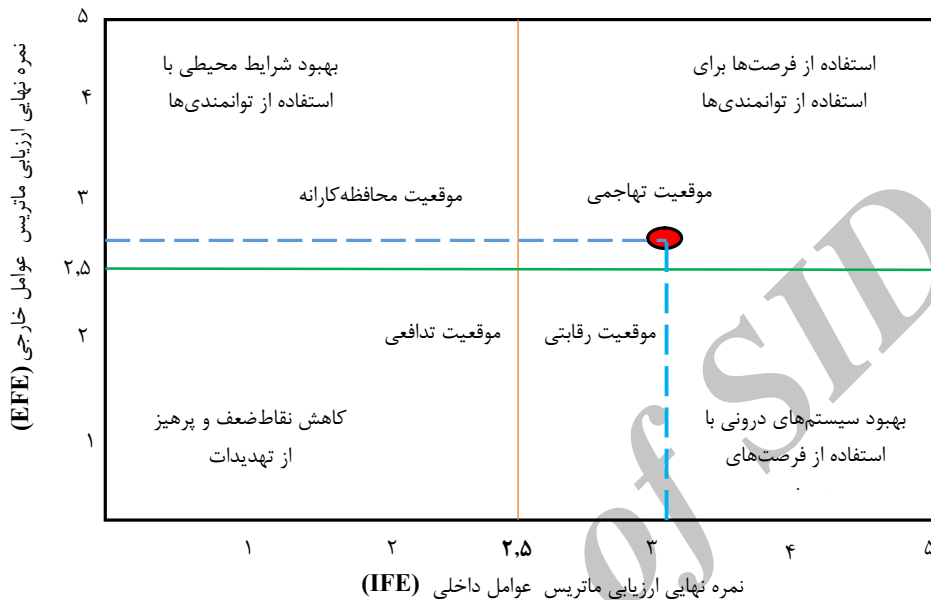 ۵
۴
۳
۲,۵
۲
۱
نمره نهایی ارزیابی ماتریس عوامل خارجی (EFE)
استفاده از فرصت‌ها برای
استفاده از توانمندی‌ها
بهبود شرایط محیطی با
استفاده از توانمندی‌ها
موقعیت تهاجمی
موقعیت محافظه‌کارانه
موقعیت رقابتی
موقعیت تدافعی
بهبود سیستم‌های درونی با
استفاده از فرصت‌های
کاهش نقاط‌ضعف و پرهیز
از تهدیدات
۱
۲
۲,۵
۳
۴
۵
نمره نهایی ارزیابی ماتریس عوامل داخلی (IFE)
of SID